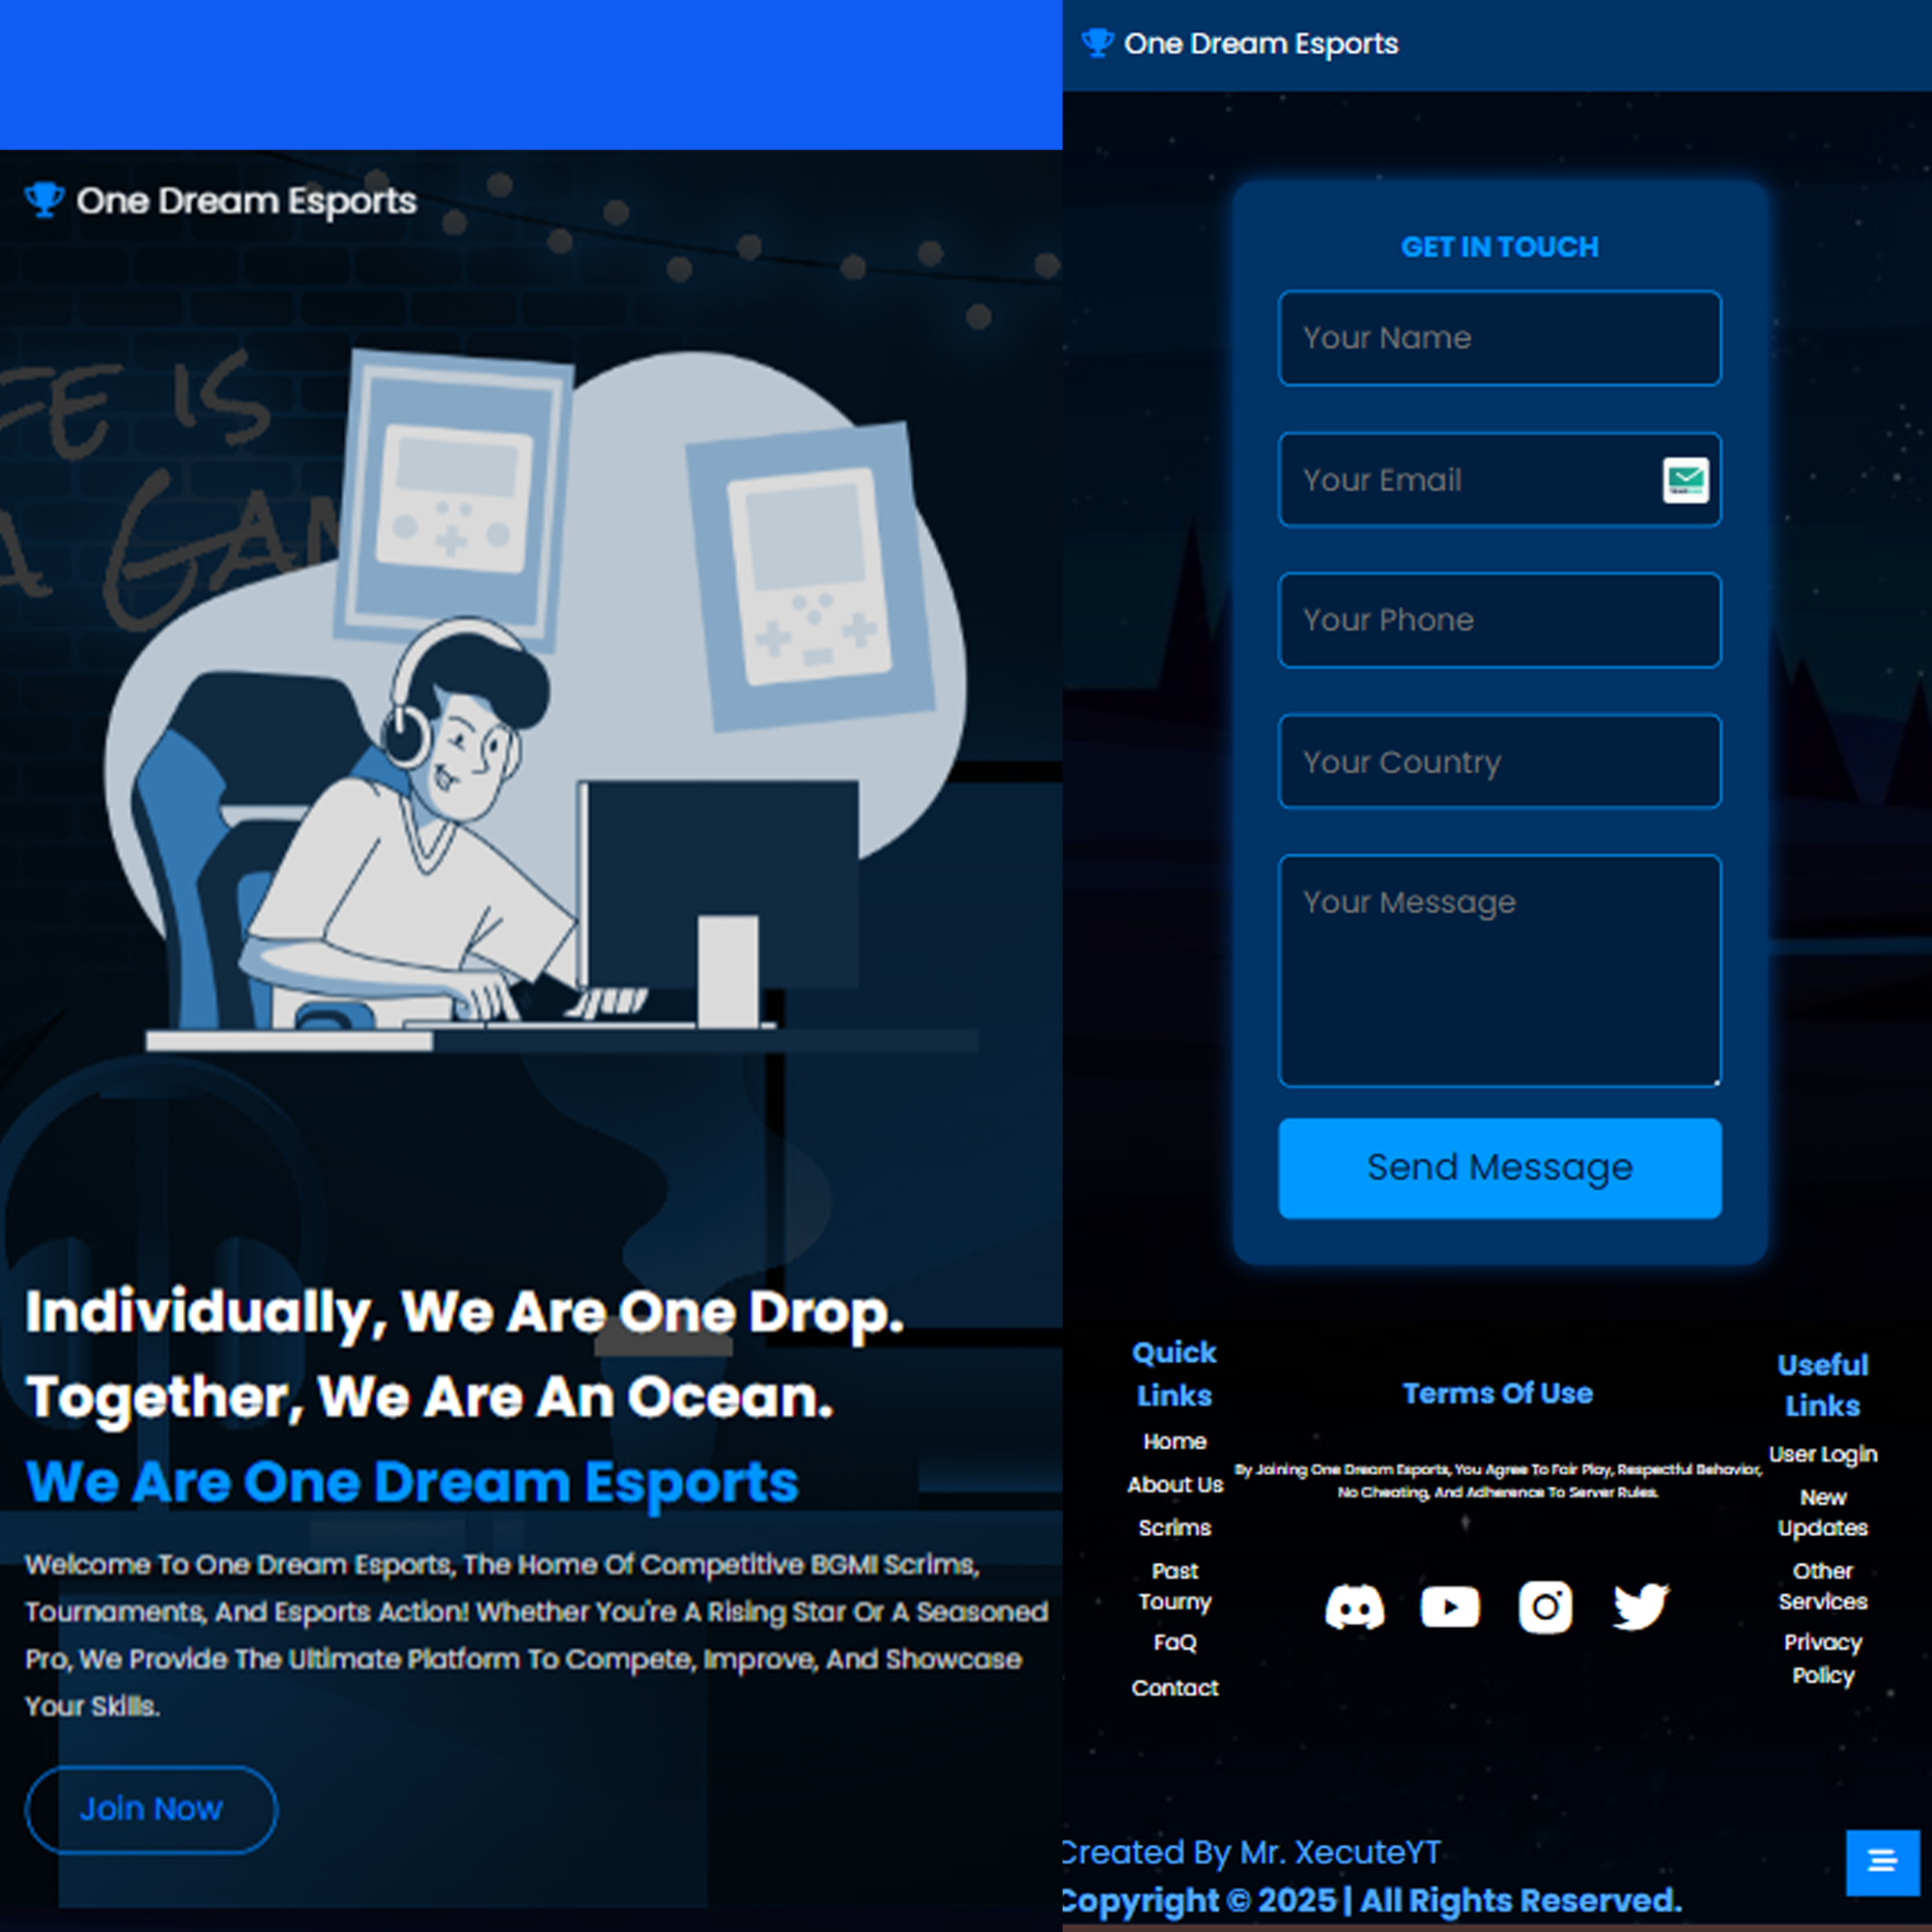 One Dream Esports
FE IS
A GAM
Individually, We Are One Drop.
Together, We Are An Ocean.
We Are One Dream Esports
Welcome To One Dream Esports, The Home Of Competitive BGMI Scrims,
Tournaments, And Esports Action! Whether You're A Rising Star Or A Seasoned
Pro, We Provide The Ultimate Platform To Compete, Improve, And Showcase
Your Skills.
Join Now
One Dream Esports
GET IN TOUCH
Your Name
Your Email
Your Phone
Your Country
Your Message
Send Message
Quick
Links
Home
About Us
Scrims
Past
Tourny
FaQ
Contact
Terms Of Use
By Joining One Dream Esports, You Agree To Fair Play, Respectful Behavior,
No Cheating, And Adherence To Server Rules.
Useful
Links
User Login
New
Updates
Other
Services
Privacy
Policy
Created By Mr. XecuteYT
Copyright © 2025 | All Rights Reserved.